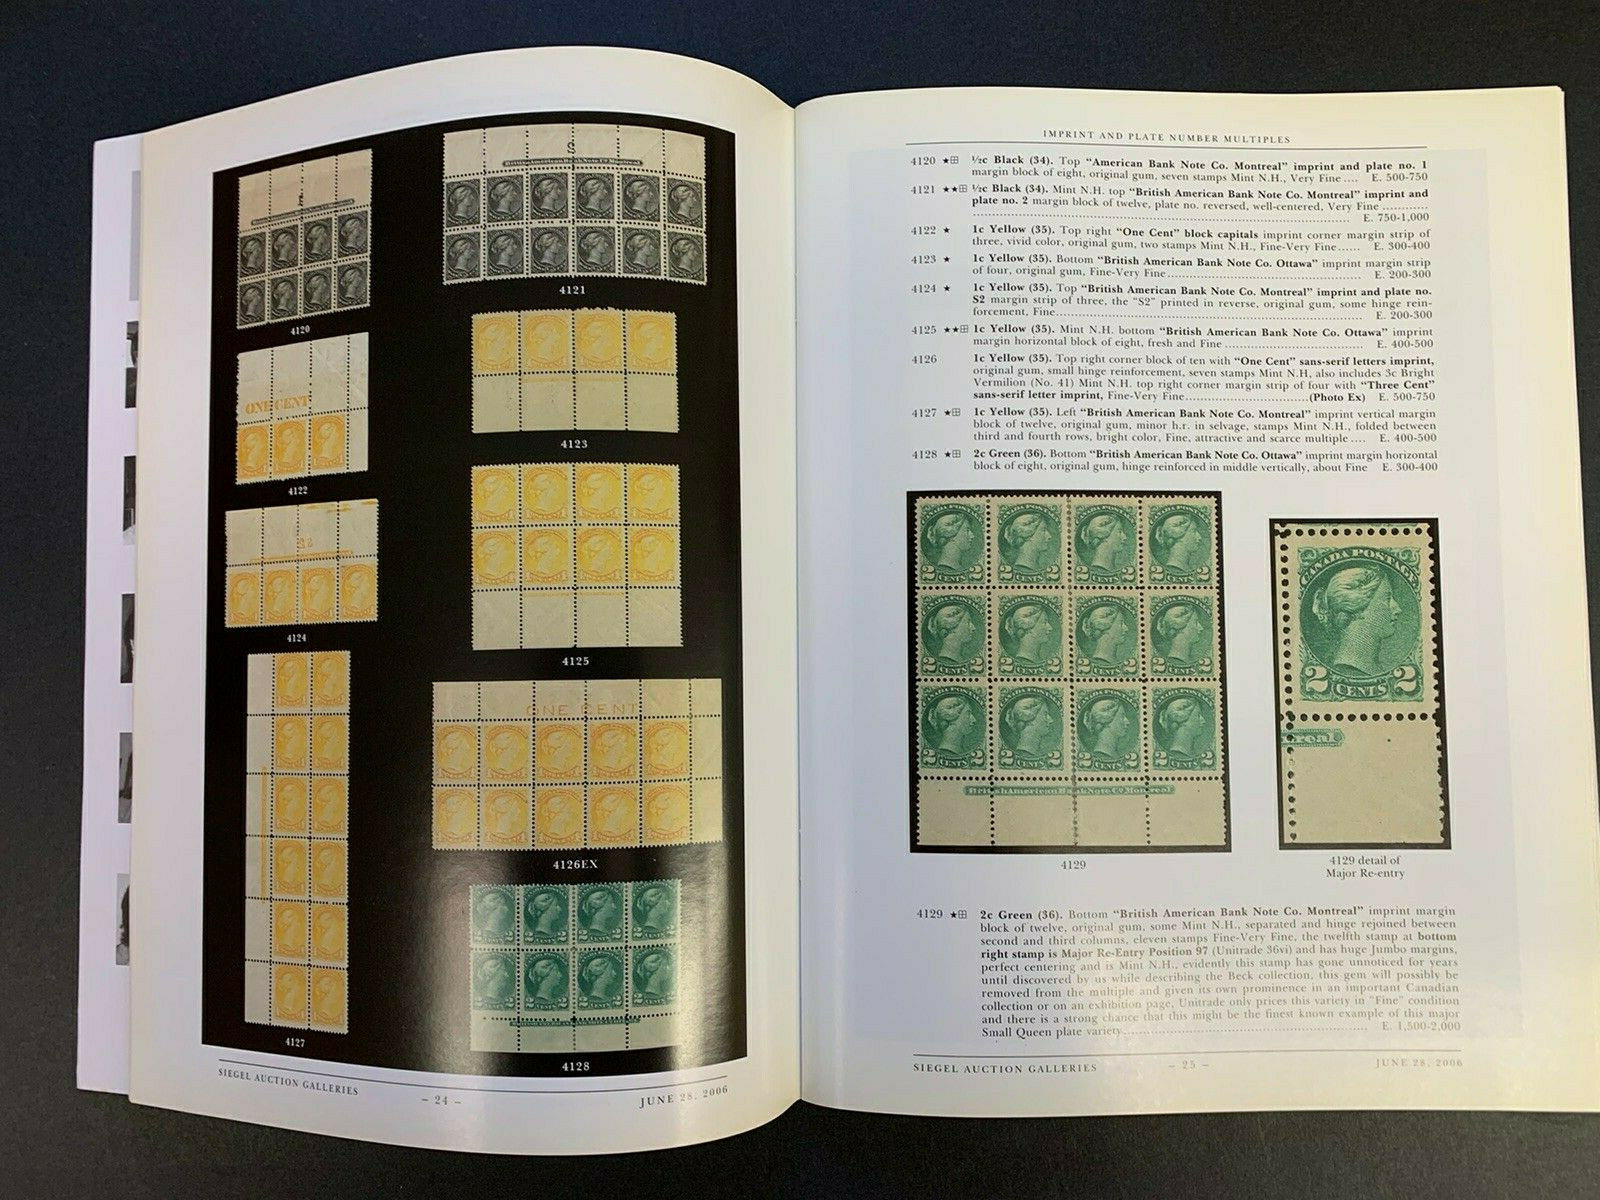 4120
4121
4122
4123
4124
4125
4126EX
4127
4128
ONE CENT
ONE CENT
S
British American Bank Note Co. Montreal
SIEGEL AUCTION GALLERIES
– 24 –
JUNE 28, 2006
IMPRINT AND PLATE NUMBER MULTIPLES
4120 ★⊞ ½c Black (34). Top "American Bank Note Co. Montreal" imprint and plate no. 1
margin block of eight, original gum, seven stamps Mint N.H., Very Fine .... E. 500-750
4121 ★★⊞ ½c Black (34). Mint N.H. top "British American Bank Note Co. Montreal" imprint and
plate no. 2 margin block of twelve, plate no. reversed, well-centered, Very Fine ............
E. 750-1,000
4122 ★ 1c Yellow (35). Top right "One Cent" block capitals imprint corner margin strip of
three, vivid color, original gum, two stamps Mint N.H., Fine-Very Fine ...... E. 300-400
4123 ★ 1c Yellow (35). Bottom "British American Bank Note Co. Ottawa" imprint margin strip
of four, original gum, Fine-Very Fine .......... E. 200-300
4124 ★ 1c Yellow (35). Top "British American Bank Note Co. Montreal" imprint and plate no.
S2 margin strip of three, the "S2" printed in reverse, original gum, some hinge rein-
forcement, Fine .......... E. 200-300
4125 ★★⊞ 1c Yellow (35). Mint N.H. bottom "British American Bank Note Co. Ottawa" imprint
margin horizontal block of eight, fresh and Fine .......... E. 400-500
4126 1c Yellow (35). Top right corner block of ten with "One Cent" sans-serif letters imprint,
original gum, small hinge reinforcement, seven stamps Mint N.H, also includes 3c Bright
Vermilion (No. 41) Mint N.H. top right corner margin strip of four with "Three Cent"
sans-serif letter imprint, Fine-Very Fine .......... (Photo Ex) E. 500-750
4127 ★⊞ 1c Yellow (35). Left "British American Bank Note Co. Montreal" imprint vertical margin
block of twelve, original gum, minor h.r. in selvage, stamps Mint N.H., folded between
third and fourth rows, bright color, Fine, attractive and scarce multiple .... E. 400-500
4128 ★⊞ 2c Green (36). Bottom "British American Bank Note Co. Ottawa" imprint margin horizontal
block of eight, original gum, hinge reinforced in middle vertically, about Fine E. 300-400
British American Bank Note Co Montreal
4129
CANADA POSTAGE
2 CENTS 2
real
4129 detail of
Major Re-entry
4129 ★⊞ 2c Green (36). Bottom "British American Bank Note Co. Montreal" imprint margin
block of twelve, original gum, some Mint N.H., separated and hinge rejoined between
second and third columns, eleven stamps Fine-Very Fine, the twelfth stamp at bottom
right stamp is Major Re-Entry Position 97 (Unitrade 36vi) and has huge Jumbo margins,
perfect centering and is Mint N.H., evidently this stamp has gone unnoticed for years
until discovered by us while describing the Beck collection, this gem will possibly be
removed from the multiple and given its own prominence in an important Canadian
collection or on an exhibition page, Unitrade only prices this variety in "Fine" condition
and there is a strong chance that this might be the finest known example of this major
Small Queen plate variety .......... E. 1,500-2,000
SIEGEL AUCTION GALLERIES
– 25 –
JUNE 28, 2006